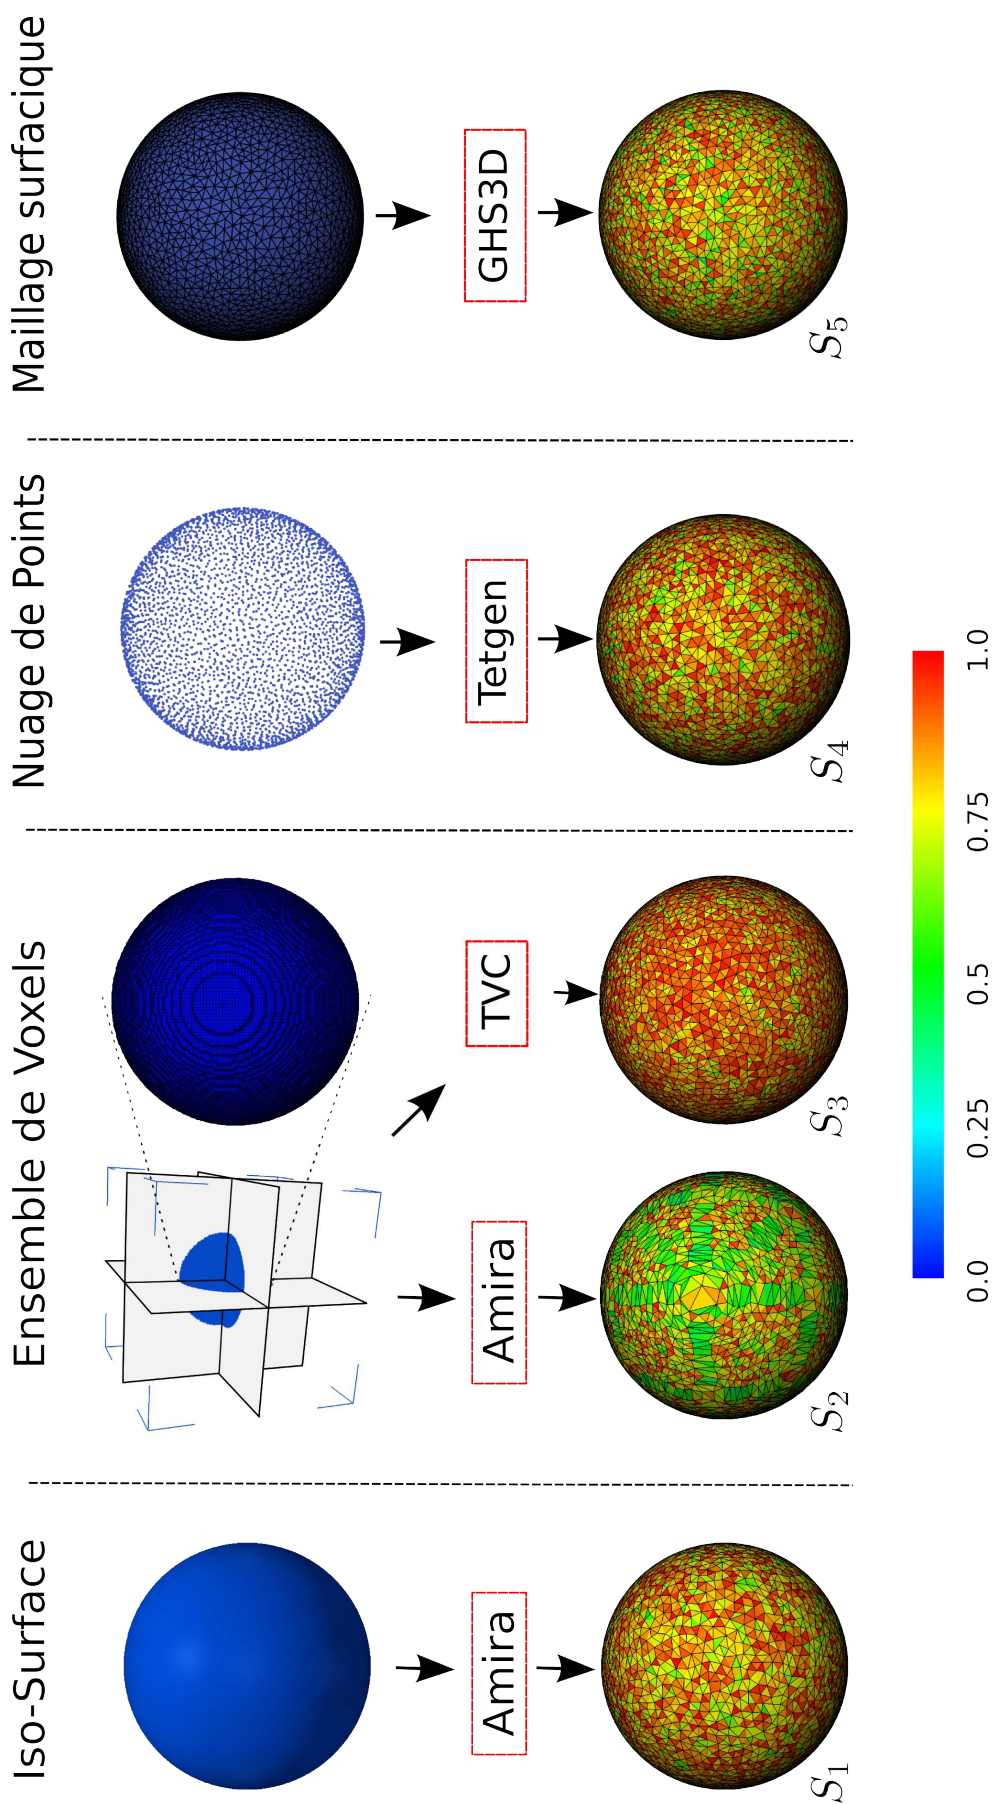 Iso-Surface
Ensemble de Voxels
Nuage de Points
Maillage surfacique
Amira
Amira
TVC
Tetgen
GHS3D
S1
S2
S3
S4
S5
0.0
0.25
0.5
0.75
1.0